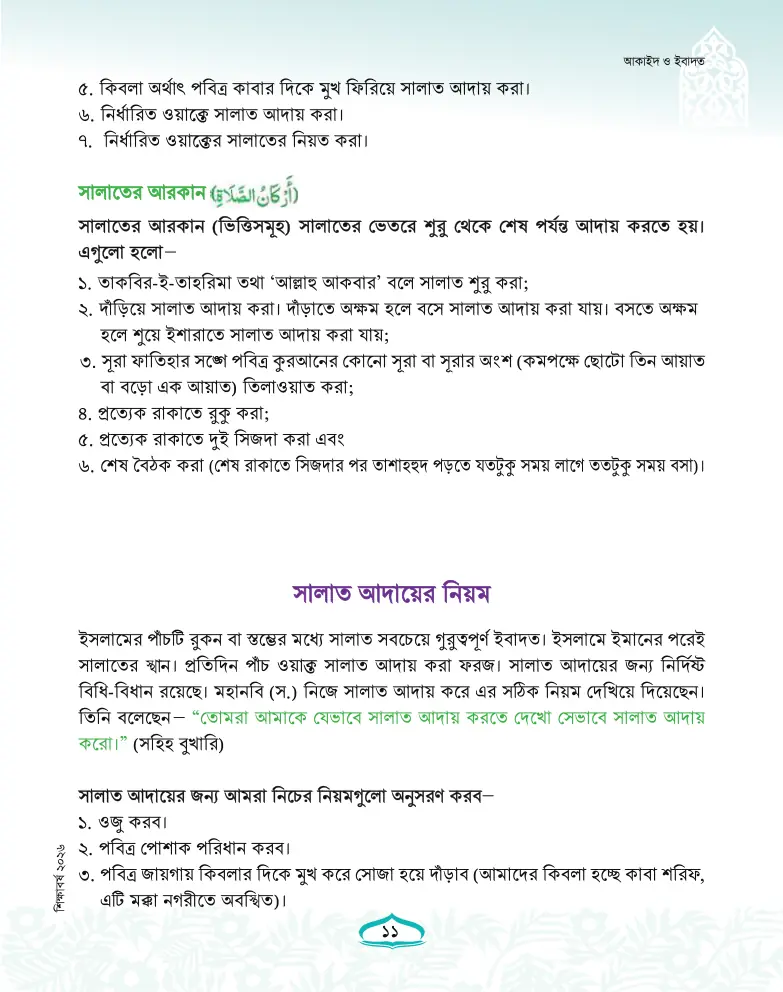 আকাইদ ও ইবাদত
৫. কিবলা অর্থাৎ পবিত্র কাবার দিকে মুখ ফিরিয়ে সালাত আদায় করা।
৬. নির্ধারিত ওয়াক্তে সালাত আদায় করা।
৭. নির্ধারিত ওয়াক্তের সালাতের নিয়ত করা।
সালাতের আরকান (أَرْكَانُ الصَّلَاةِ)
সালাতের আরকান (ভিত্তিসমূহ) সালাতের ভেতরে শুরু থেকে শেষ পর্যন্ত আদায় করতে হয়।
এগুলো হলো–
১. তাকবির-ই-তাহরিমা তথা ‘আল্লাহু আকবার’ বলে সালাত শুরু করা;
২. দাঁড়িয়ে সালাত আদায় করা। দাঁড়াতে অক্ষম হলে বসে সালাত আদায় করা যায়। বসতে অক্ষম
হলে শুয়ে ইশারাতে সালাত আদায় করা যায়;
৩. সূরা ফাতিহার সঙ্গে পবিত্র কুরআনের কোনো সূরা বা সূরার অংশ (কমপক্ষে ছোটো তিন আয়াত
বা বড়ো এক আয়াত) তিলাওয়াত করা;
৪. প্রত্যেক রাকাতে রুকু করা;
৫. প্রত্যেক রাকাতে দুই সিজদা করা এবং
৬. শেষ বৈঠক করা (শেষ রাকাতে সিজদার পর তাশাহহুদ পড়তে যতটুকু সময় লাগে ততটুকু সময় বসা)।
সালাত আদায়ের নিয়ম
ইসলামের পাঁচটি রুকন বা স্তম্ভের মধ্যে সালাত সবচেয়ে গুরুত্বপূর্ণ ইবাদত। ইসলামে ইমানের পরেই
সালাতের স্থান। প্রতিদিন পাঁচ ওয়াক্ত সালাত আদায় করা ফরজ। সালাত আদায়ের জন্য নির্দিষ্ট
বিধি-বিধান রয়েছে। মহানবি (স.) নিজে সালাত আদায় করে এর সঠিক নিয়ম দেখিয়ে দিয়েছেন।
তিনি বলেছেন– “তোমরা আমাকে যেভাবে সালাত আদায় করতে দেখো সেভাবে সালাত আদায়
করো।” (সহিহ বুখারি)
সালাত আদায়ের জন্য আমরা নিচের নিয়মগুলো অনুসরণ করব–
১. ওজু করব।
২. পবিত্র পোশাক পরিধান করব।
৩. পবিত্র জায়গায় কিবলার দিকে মুখ করে সোজা হয়ে দাঁড়াব (আমাদের কিবলা হচ্ছে কাবা শরিফ,
এটি মক্কা নগরীতে অবস্থিত)।
শিক্ষাবর্ষ ২০২৬
১১